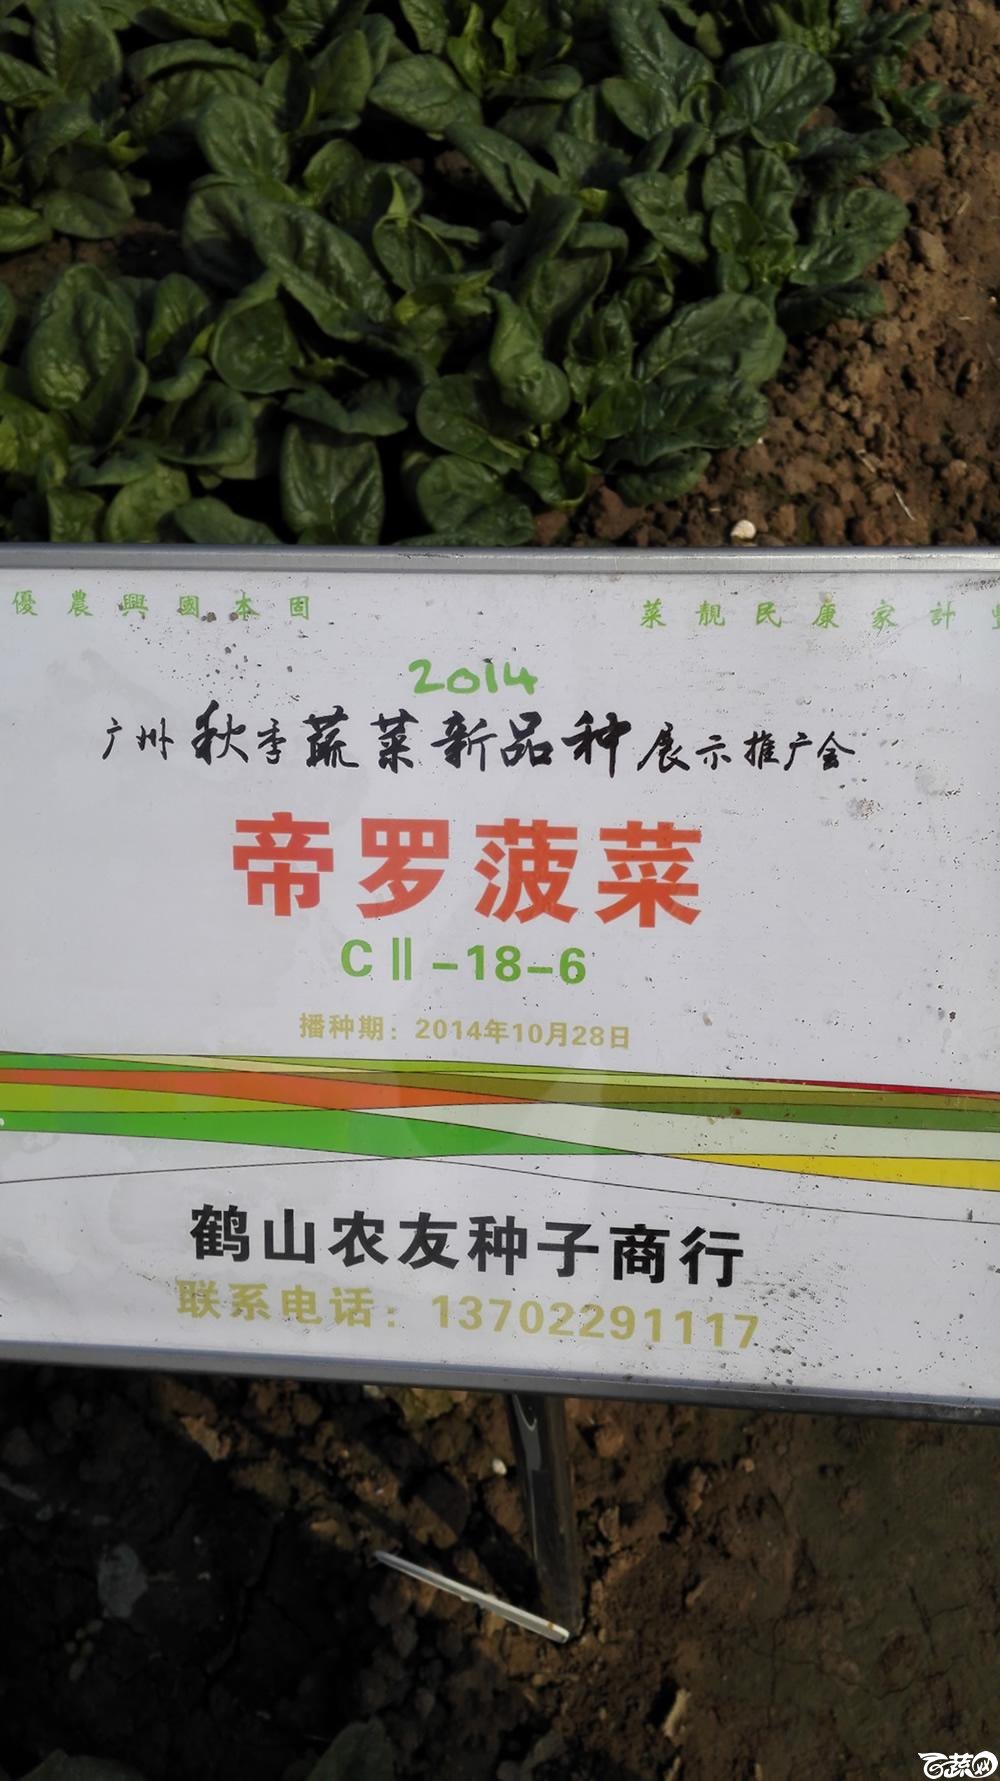 優農興國本固 菜靚民康家計
2014
广州秋季蔬菜新品种展示推广会
帝罗菠菜
CⅡ-18-6
播种期：2014年10月28日
鹤山农友种子商行
联系电话：13702291117
百蔬网